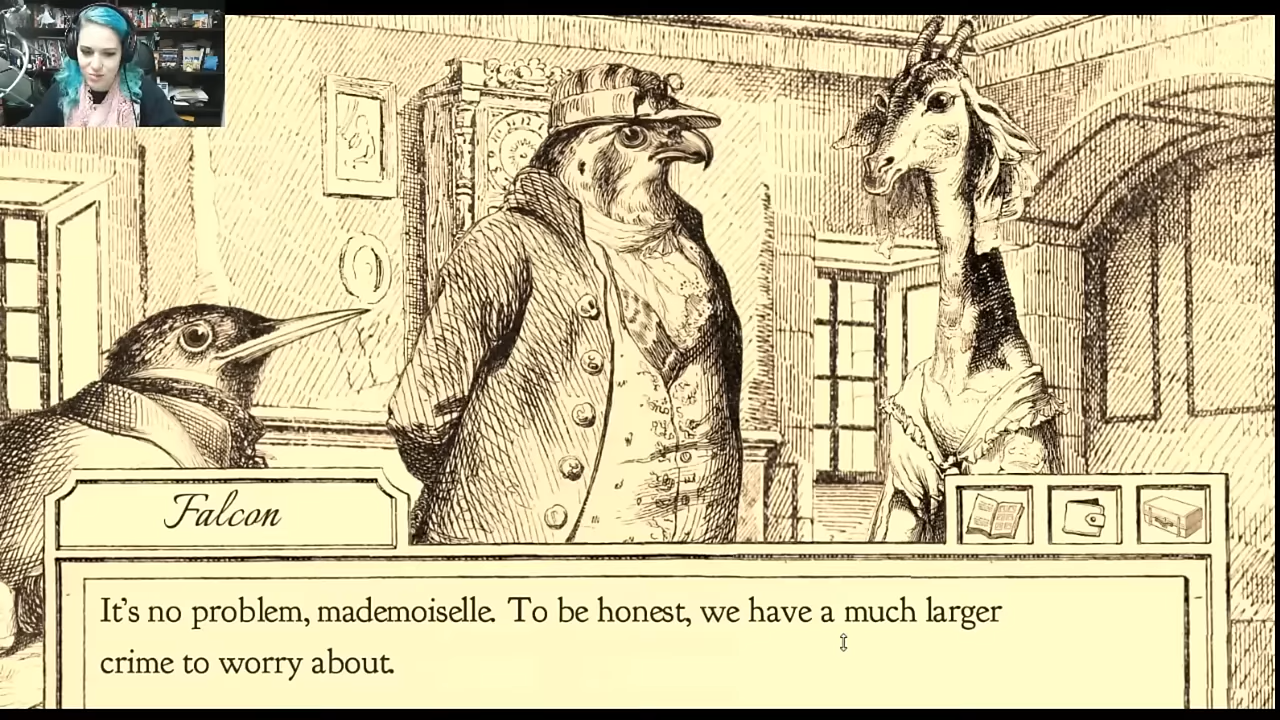 Falcon
It's no problem, mademoiselle. To be honest, we have a much larger
crime to worry about.